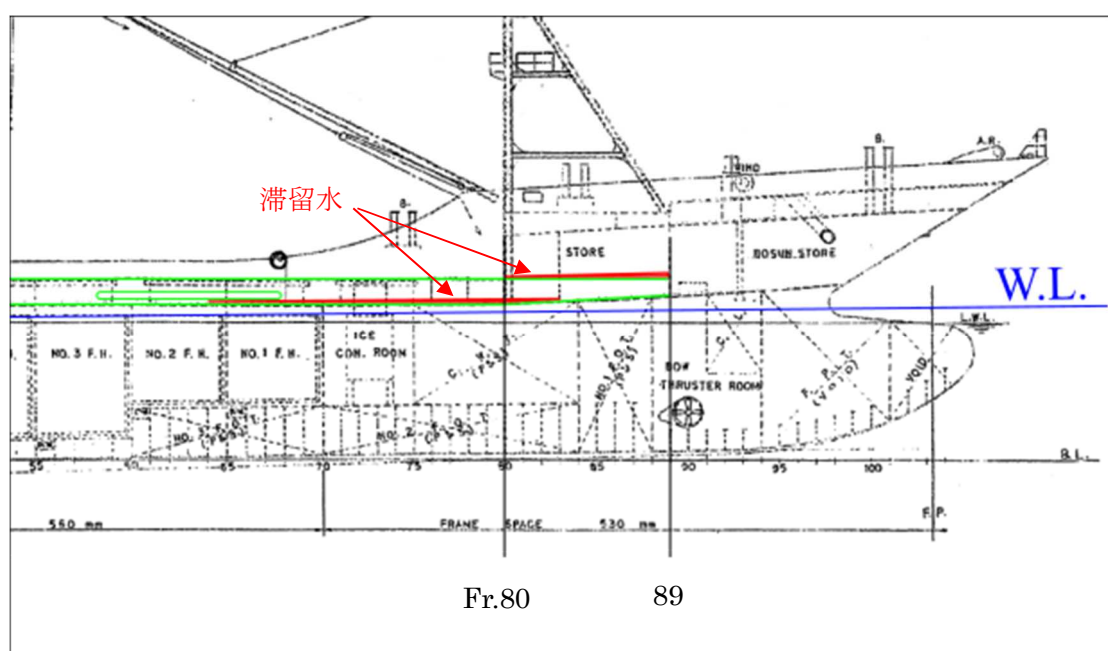 A.R.
B.
WIND
滞留水
B.
STORE
BOSUN.STORE
W.L.
L.W.L.
ICE
CON. ROOM
NO.3 F.H.
NO.2 F.H.
NO.1 F.H.
BOW
THRUSTER ROOM
VOID
55
60
65
70
75
80
85
90
95
100
B.L.
550 mm
FRAME SPACE 530 mm
F.P.
Fr.80
89